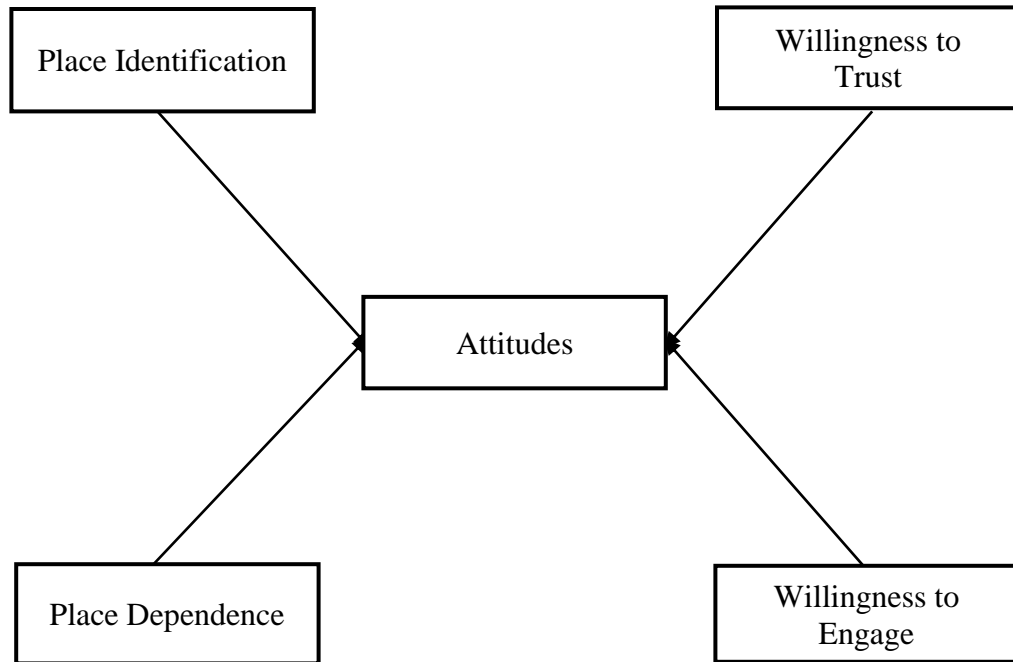 Place Identification
Willingness to
Trust
Attitudes
Place Dependence
Willingness to
Engage